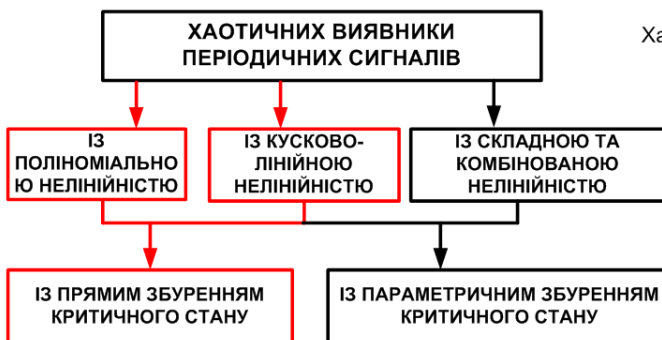 ХАОТИЧНИХ ВИЯВНИКИ
ПЕРІОДИЧНИХ СИГНАЛІВ
Ха
ІЗ
ПОЛІНОМІАЛЬНО
Ю НЕЛІНІЙНІСТЮ
ІЗ КУСКОВО-
ЛІНІЙНОЮ
НЕЛІНІЙНІСТЮ
ІЗ СКЛАДНОЮ ТА
КОМБІНОВАНОЮ
НЕЛІНІЙНІСТЮ
ІЗ ПРЯМИМ ЗБУРЕННЯМ
КРИТИЧНОГО СТАНУ
ІЗ ПАРАМЕТРИЧНИМ ЗБУРЕННЯМ
КРИТИЧНОГО СТАНУ